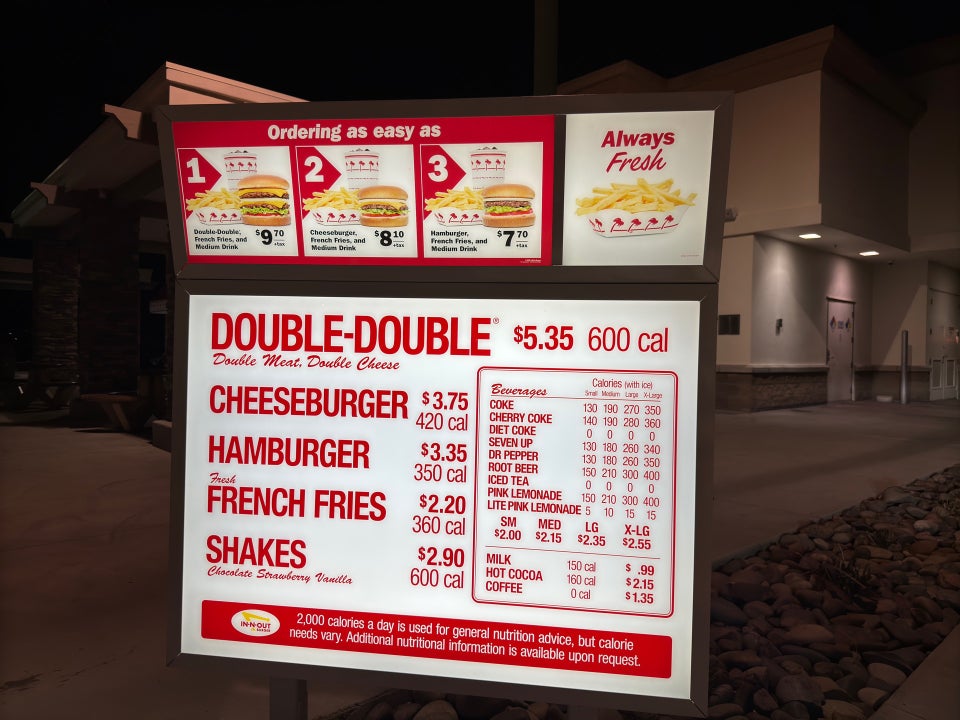 Ordering as easy as
1
Double-Double®,
French Fries, and
Medium Drink
$9 70
+tax
2
Cheeseburger,
French Fries, and
Medium Drink
$8 10
+tax
3
Hamburger,
French Fries, and
Medium Drink
$7 70
+tax
Always
Fresh
DOUBLE-DOUBLE® $5.35 600 cal
Double Meat, Double Cheese
CHEESEBURGER $3.75
420 cal
HAMBURGER $3.35
350 cal
Fresh
FRENCH FRIES $2.20
360 cal
SHAKES $2.90
Chocolate Strawberry Vanilla 600 cal
Beverages Calories (with ice)
Small Medium Large X-Large
COKE 130 190 270 350
CHERRY COKE 140 190 280 360
DIET COKE 0 0 0 0
SEVEN UP 130 180 260 340
DR PEPPER 130 180 260 350
ROOT BEER 150 210 300 400
ICED TEA 0 0 0 0
PINK LEMONADE 150 210 300 400
LITE PINK LEMONADE 5 10 15 15
SM MED LG X-LG
$2.00 $2.15 $2.35 $2.55
MILK 150 cal $ .99
HOT COCOA 160 cal $2.15
COFFEE 0 cal $1.35
IN-N-OUT
BURGER
2,000 calories a day is used for general nutrition advice, but calorie
needs vary. Additional nutritional information is available upon request.